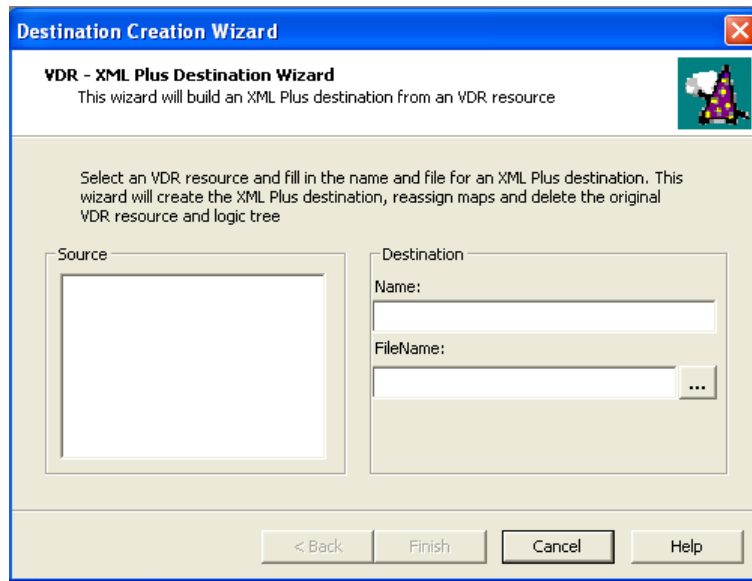 Destination Creation Wizard
VDR - XML Plus Destination Wizard
This wizard will build an XML Plus destination from an VDR resource
Select an VDR resource and fill in the name and file for an XML Plus destination. This
wizard will create the XML Plus destination, reassign maps and delete the original
VDR resource and logic tree
Source
Destination
Name:
FileName:
...
< Back
Finish
Cancel
Help